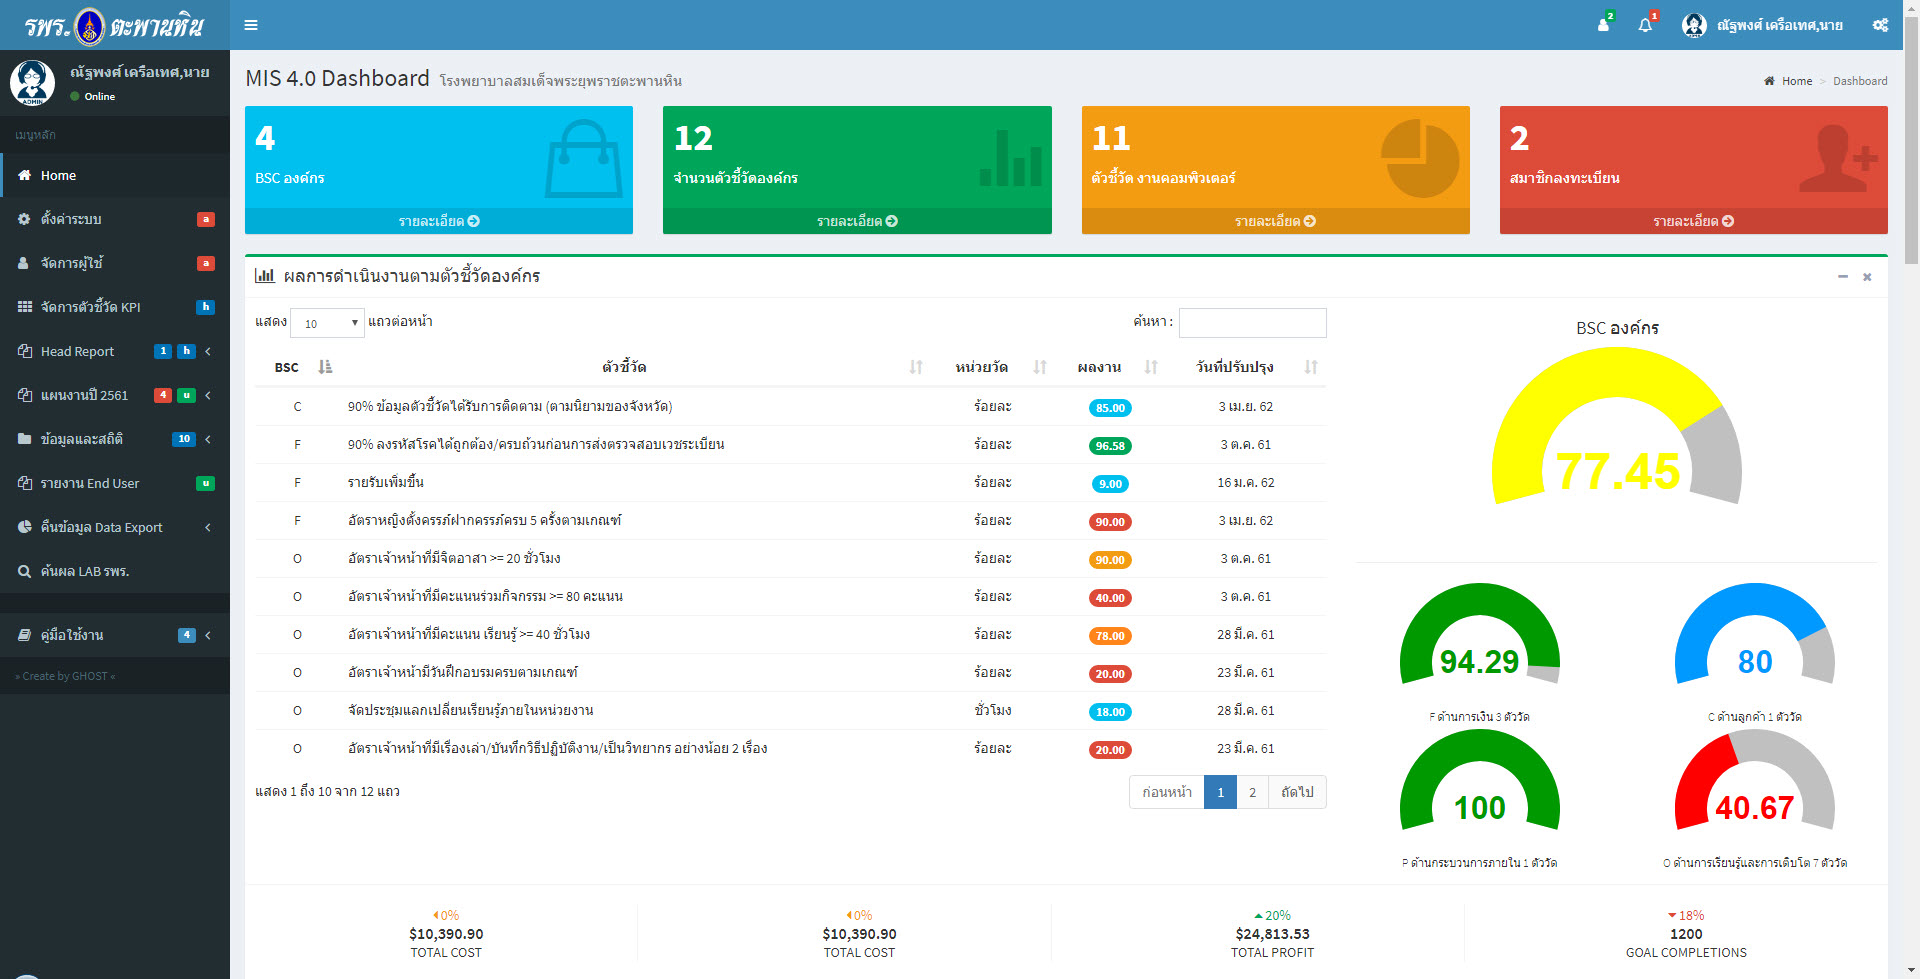 รพร. ตะพานหิน
2
1
ณัฐพงศ์ เครือเทศ,นาย
ณัฐพงศ์ เครือเทศ,นาย
Online
ADMIN
เมนูหลัก
Home
ตั้งค่าระบบ a
จัดการผู้ใช้ a
จัดการตัวชี้วัด KPI h
Head Report 1 h
แผนงานปี 2561 4 u
ข้อมูลและสถิติ 10
รายงาน End User u
คืนข้อมูล Data Export
ค้นผล LAB รพร.
คู่มือใช้งาน 4
» Create by GHOST «
MIS 4.0 Dashboard โรงพยาบาลสมเด็จพระยุพราชตะพานหิน
Home > Dashboard
4
BSC องค์กร
รายละเอียด
12
จำนวนตัวชี้วัดองค์กร
รายละเอียด
11
ตัวชี้วัด งานคอมพิวเตอร์
รายละเอียด
2
สมาชิกลงทะเบียน
รายละเอียด
ผลการดำเนินงานตามตัวชี้วัดองค์กร
แสดง 10 แถวต่อหน้า
ค้นหา :
BSC ตัวชี้วัด หน่วยวัด ผลงาน วันที่ปรับปรุง
C 90% ข้อมูลตัวชี้วัดได้รับการติดตาม (ตามนิยามของจังหวัด) ร้อยละ 85.00 3 เม.ย. 62
F 90% ลงรหัสโรคได้ถูกต้อง/ครบถ้วนก่อนการส่งตรวจสอบเวชระเบียน ร้อยละ 96.58 3 ต.ค. 61
F รายรับเพิ่มขึ้น ร้อยละ 9.00 16 ม.ค. 62
F อัตราหญิงตั้งครรภ์ฝากครรภ์ครบ 5 ครั้งตามเกณฑ์ ร้อยละ 90.00 3 เม.ย. 62
O อัตราเจ้าหน้าที่มีจิตอาสา >= 20 ชั่วโมง ร้อยละ 90.00 3 ต.ค. 61
O อัตราเจ้าหน้าที่มีคะแนนร่วมกิจกรรม >= 80 คะแนน ร้อยละ 40.00 3 ต.ค. 61
O อัตราเจ้าหน้าที่มีคะแนน เรียนรู้ >= 40 ชั่วโมง ร้อยละ 78.00 28 มี.ค. 61
O อัตราเจ้าหน้ามีวันฝึกอบรมครบตามเกณฑ์ ร้อยละ 20.00 23 มี.ค. 61
O จัดประชุมแลกเปลี่ยนเรียนรู้ภายในหน่วยงาน ชั่วโมง 18.00 28 มี.ค. 61
O อัตราเจ้าหน้าที่มีเรื่องเล่า/บันทึกวิธีปฏิบัติงาน/เป็นวิทยากร อย่างน้อย 2 เรื่อง ร้อยละ 20.00 23 มี.ค. 61
แสดง 1 ถึง 10 จาก 12 แถว
ก่อนหน้า 1 2 ถัดไป
BSC องค์กร
77.45
94.29
F ด้านการเงิน 3 ตัววัด
80
C ด้านลูกค้า 1 ตัววัด
100
P ด้านกระบวนการภายใน 1 ตัววัด
40.67
O ด้านการเรียนรู้และการเติบโต 7 ตัววัด
0%
$10,390.90
TOTAL COST
0%
$10,390.90
TOTAL COST
20%
$24,813.53
TOTAL PROFIT
18%
1200
GOAL COMPLETIONS